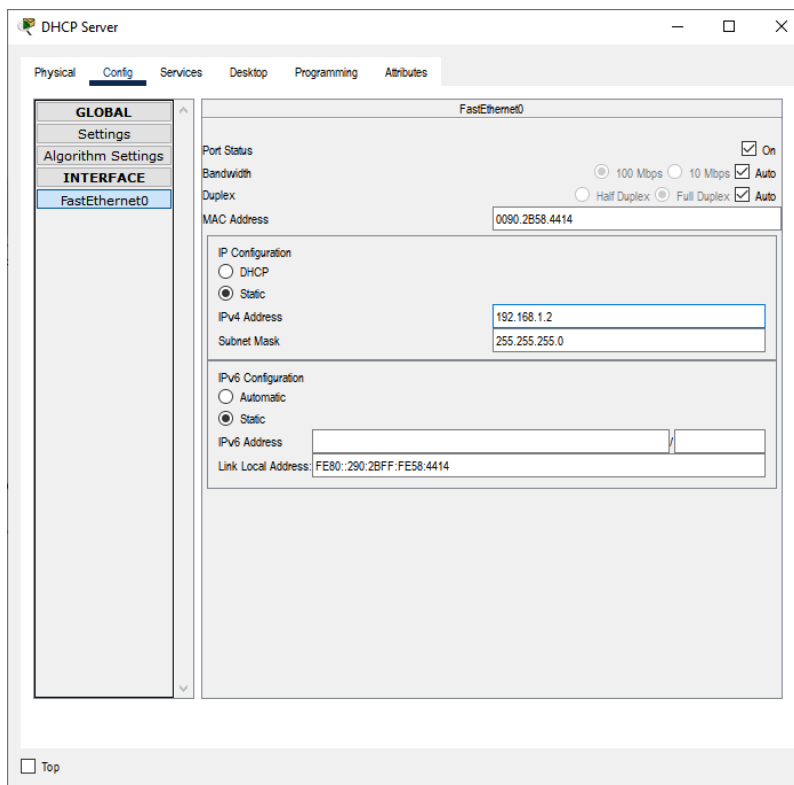 DHCP Server
Physical Config Services Desktop Programming Attributes
GLOBAL
Settings
Algorithm Settings
INTERFACE
FastEthernet0
FastEthernet0
Port Status On
Bandwidth 100 Mbps 10 Mbps Auto
Duplex Half Duplex Full Duplex Auto
MAC Address 0090.2B58.4414
IP Configuration
DHCP
Static
IPv4 Address 192.168.1.2
Subnet Mask 255.255.255.0
IPv6 Configuration
Automatic
Static
IPv6 Address /
Link Local Address: FE80::290:2BFF:FE58:4414
Top